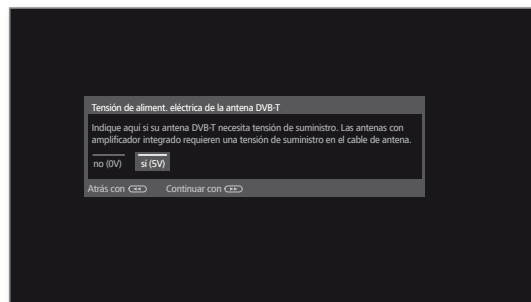 Tensión de aliment. eléctrica de la antena DVB-T
Indique aquí si su antena DVB-T necesita tensión de suministro. Las antenas con
amplificador integrado requieren una tensión de suministro en el cable de antena.
no (0V) sí (5V)
Atrás con Continuar con